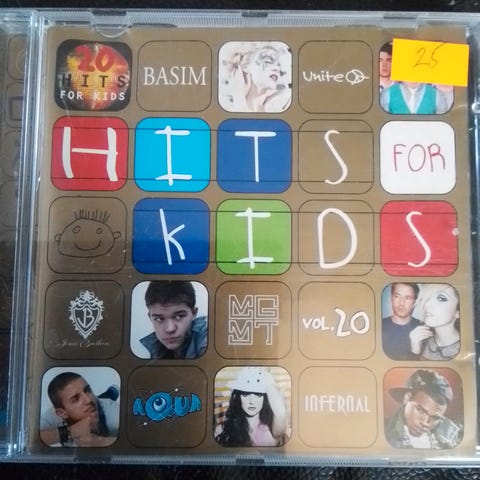 20 HITS FOR KIDS
BASIM
Unite
25
HITS FOR
KIDS
Jonas Brothers
MGMT
VOL.20
AQUA
INFERNAL